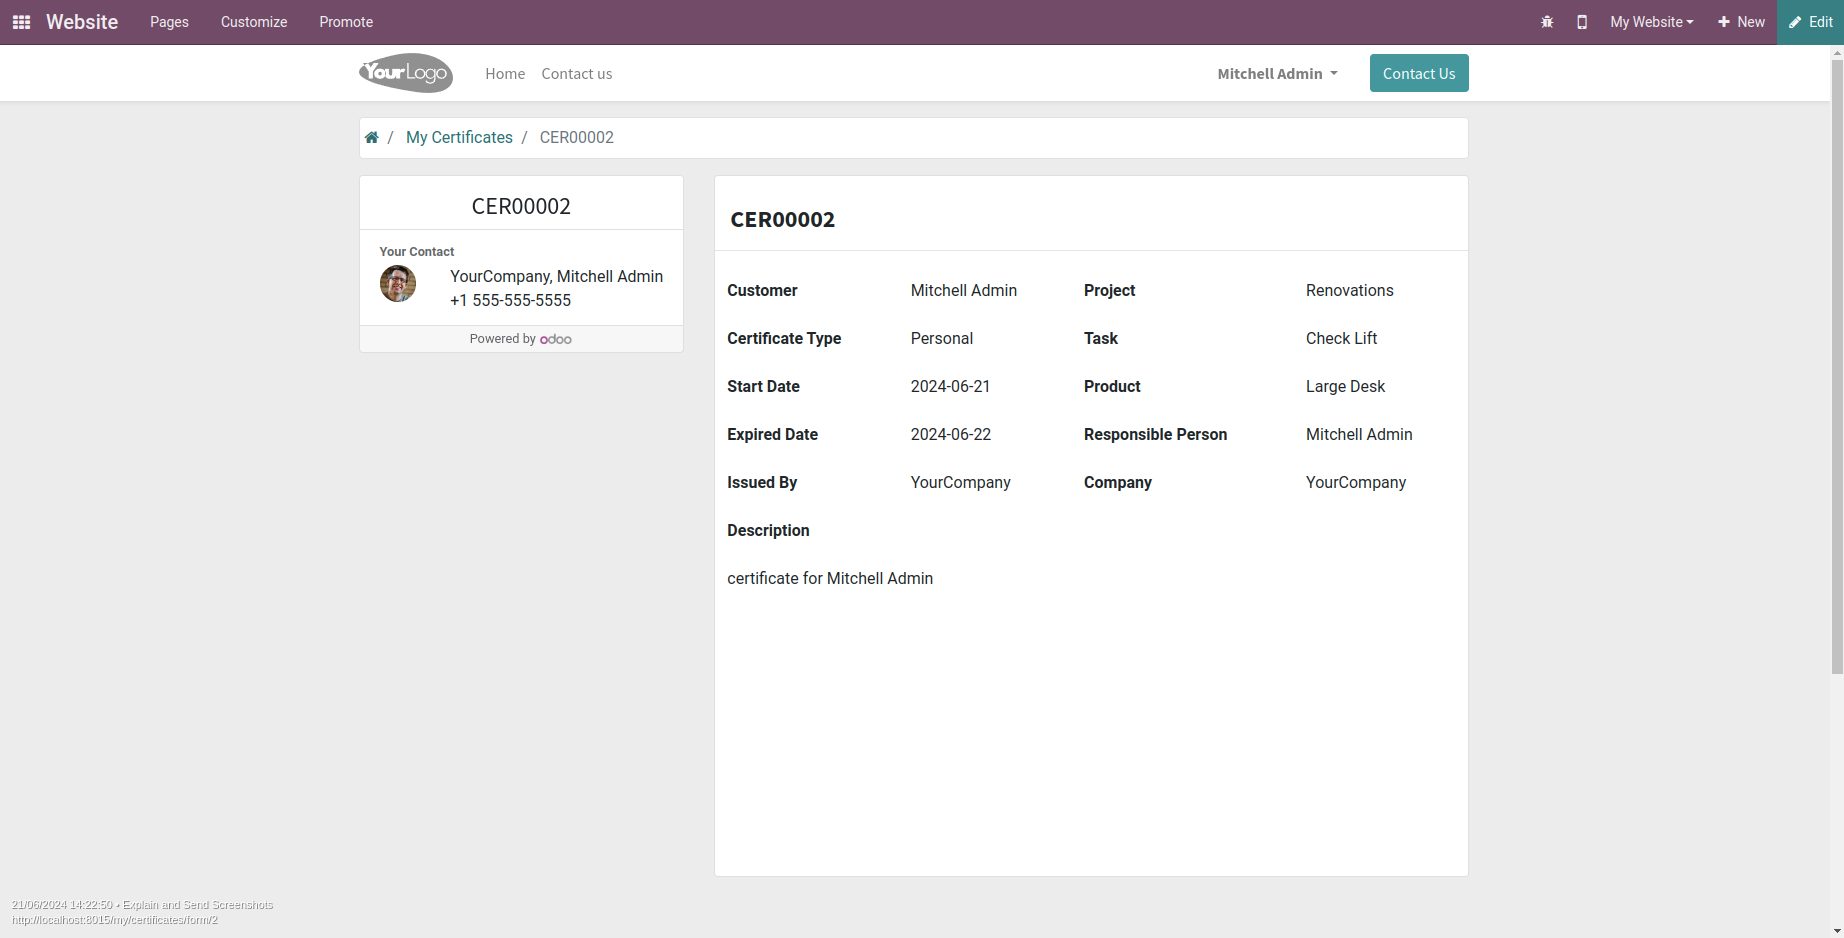 Website Pages Customize Promote My Website New Edit
YourLogo Home Contact us Mitchell Admin Contact Us
/ My Certificates / CER00002
CER00002
Your Contact
YourCompany, Mitchell Admin
+1 555-555-5555
Powered by odoo
CER00002
Customer Mitchell Admin Project Renovations
Certificate Type Personal Task Check Lift
Start Date 2024-06-21 Product Large Desk
Expired Date 2024-06-22 Responsible Person Mitchell Admin
Issued By YourCompany Company YourCompany
Description
certificate for Mitchell Admin
21/06/2024 14:22:50 • Explain and Send Screenshots
http://localhost:8015/my/certificates/form/2